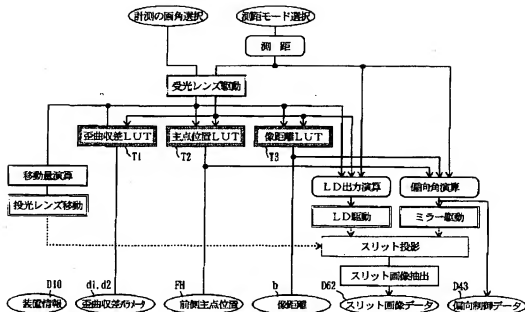 計測の画角選択
測距モード選択
測 距
受光レンズ駆動
歪曲収差LUT
主点位置LUT
像距離LUT
T1
T2
T3
移動量演算
LD出力演算
偏向角演算
投光レンズ移動
LD駆動
ミラー駆動
スリット投影
スリット画像抽出
D10
d1,d2
FH
b
D62
D43
装置情報
歪曲収差パラメータ
前側主点位置
像距離
スリット画像データ
偏向制御データ